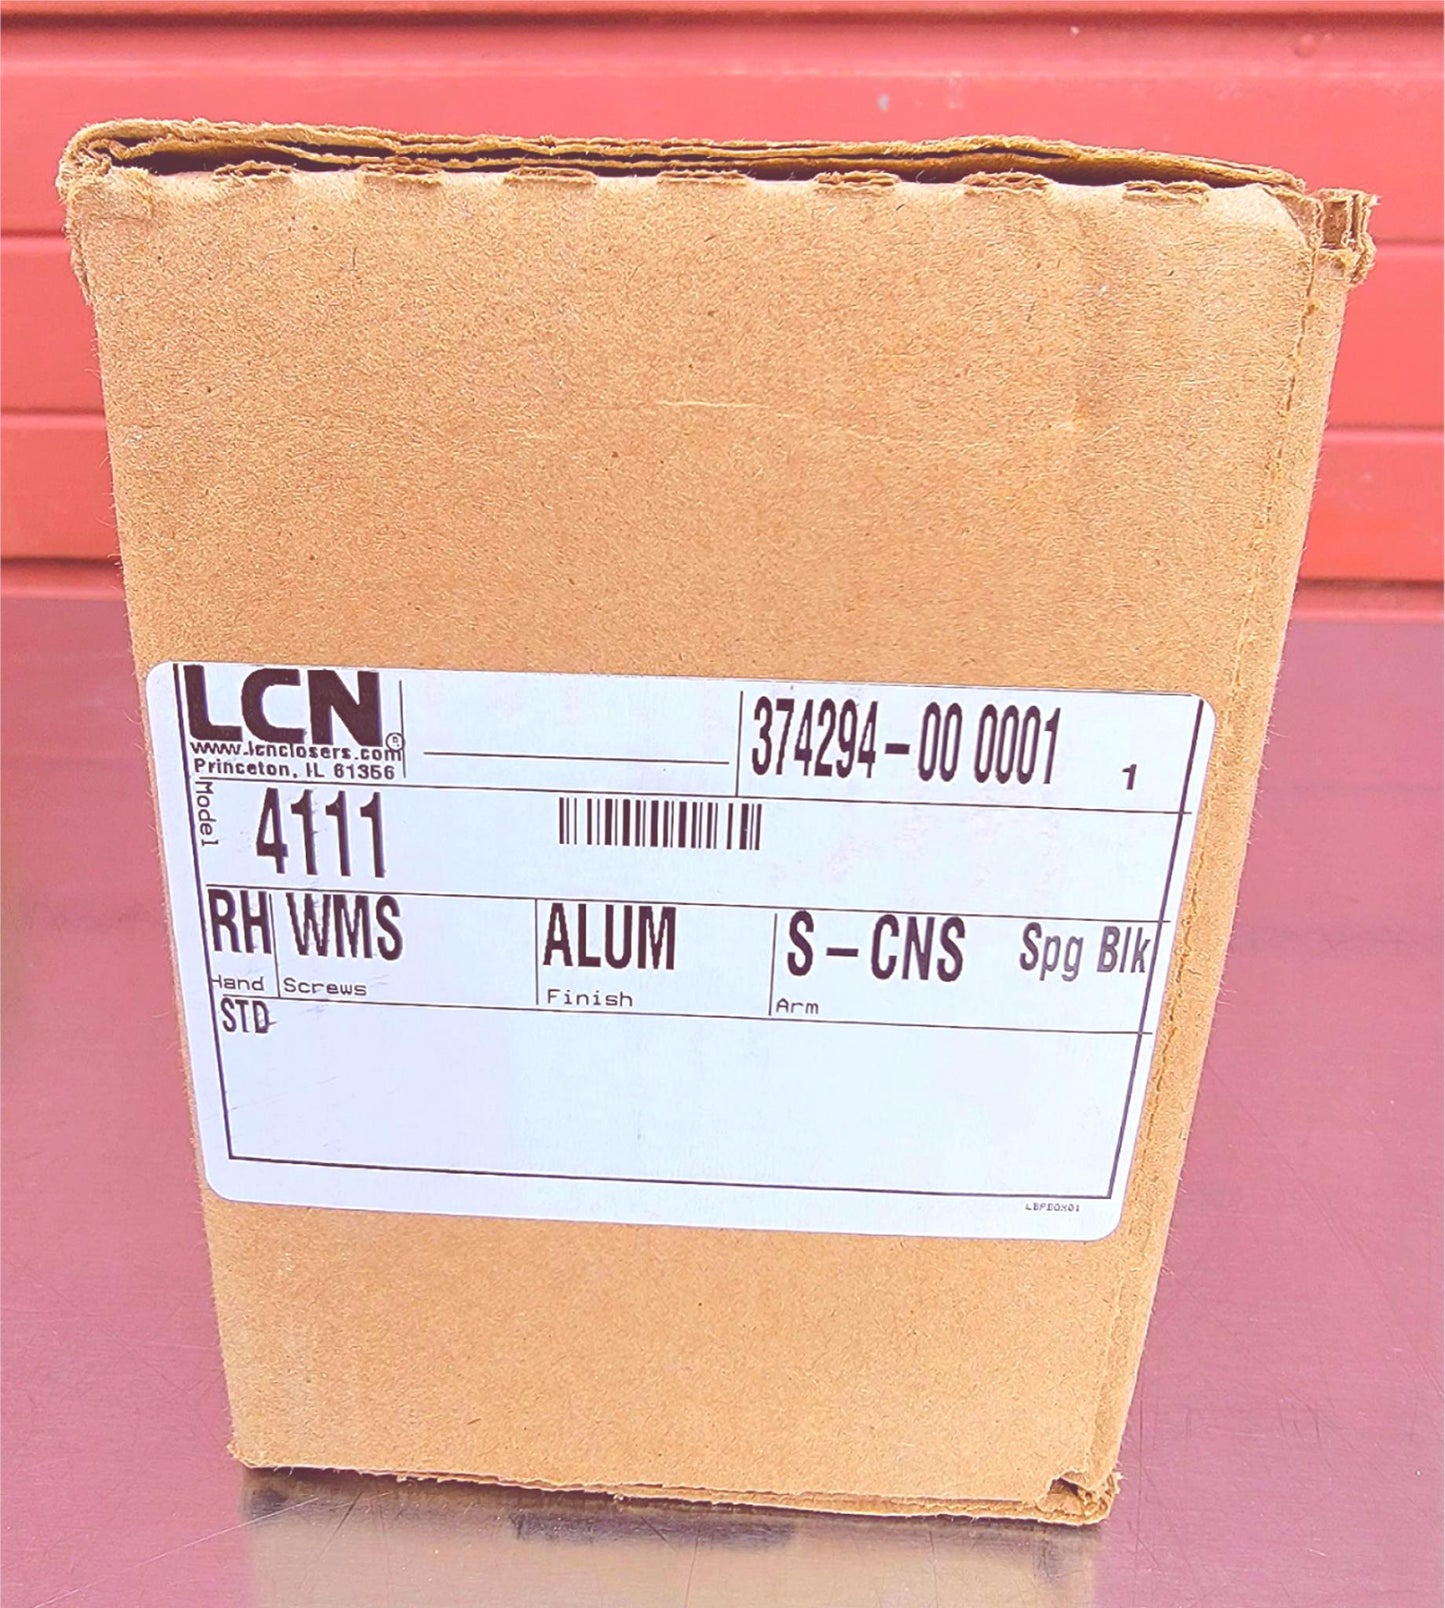 LCN®
www.lcnclosers.com
Princeton, IL 61356
374294-00 0001 1
Model 4111
RH WMS ALUM S-CNS Spg Blk
Hand Screws Finish Arm
STD
LBPBOX01